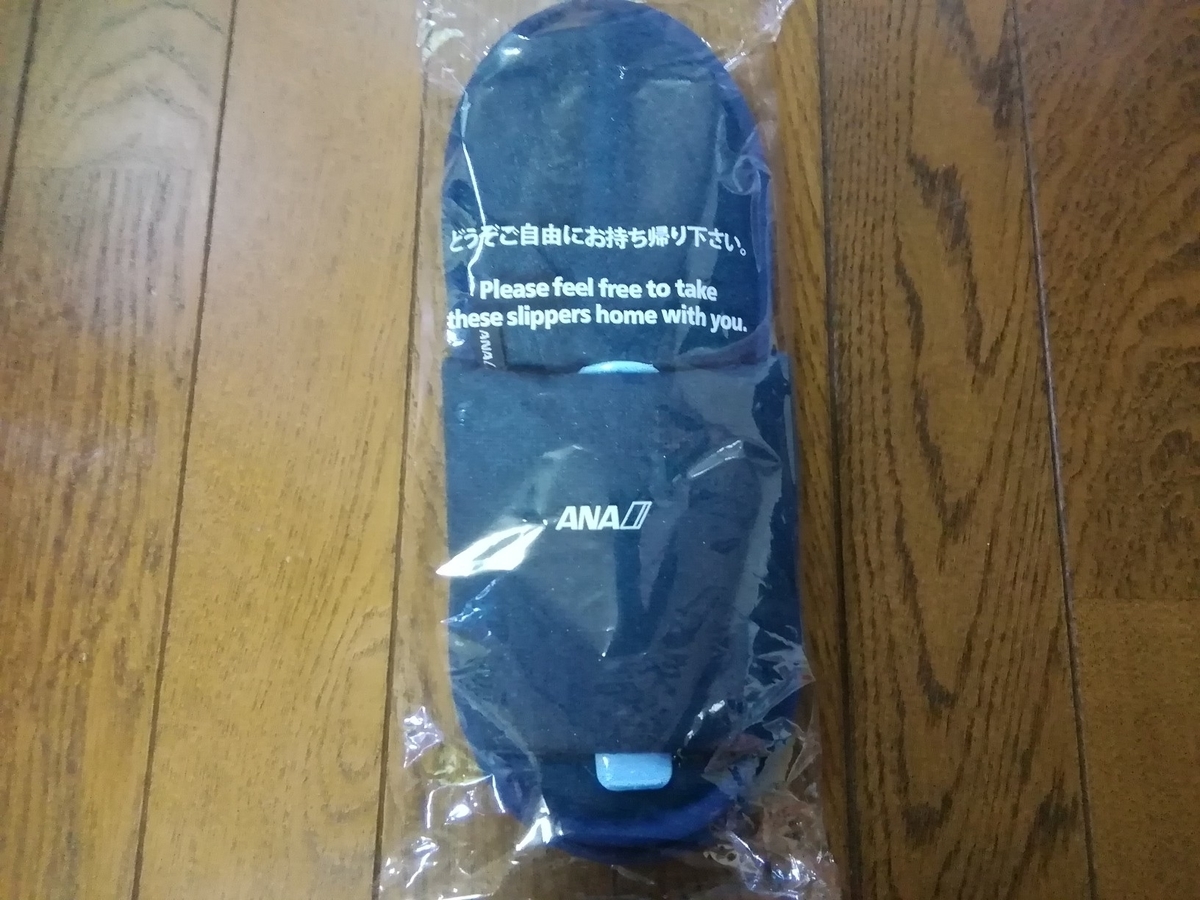 どうぞご自由にお持ち帰り下さい。
Please feel free to take
these slippers home with you.
ANA
ANA